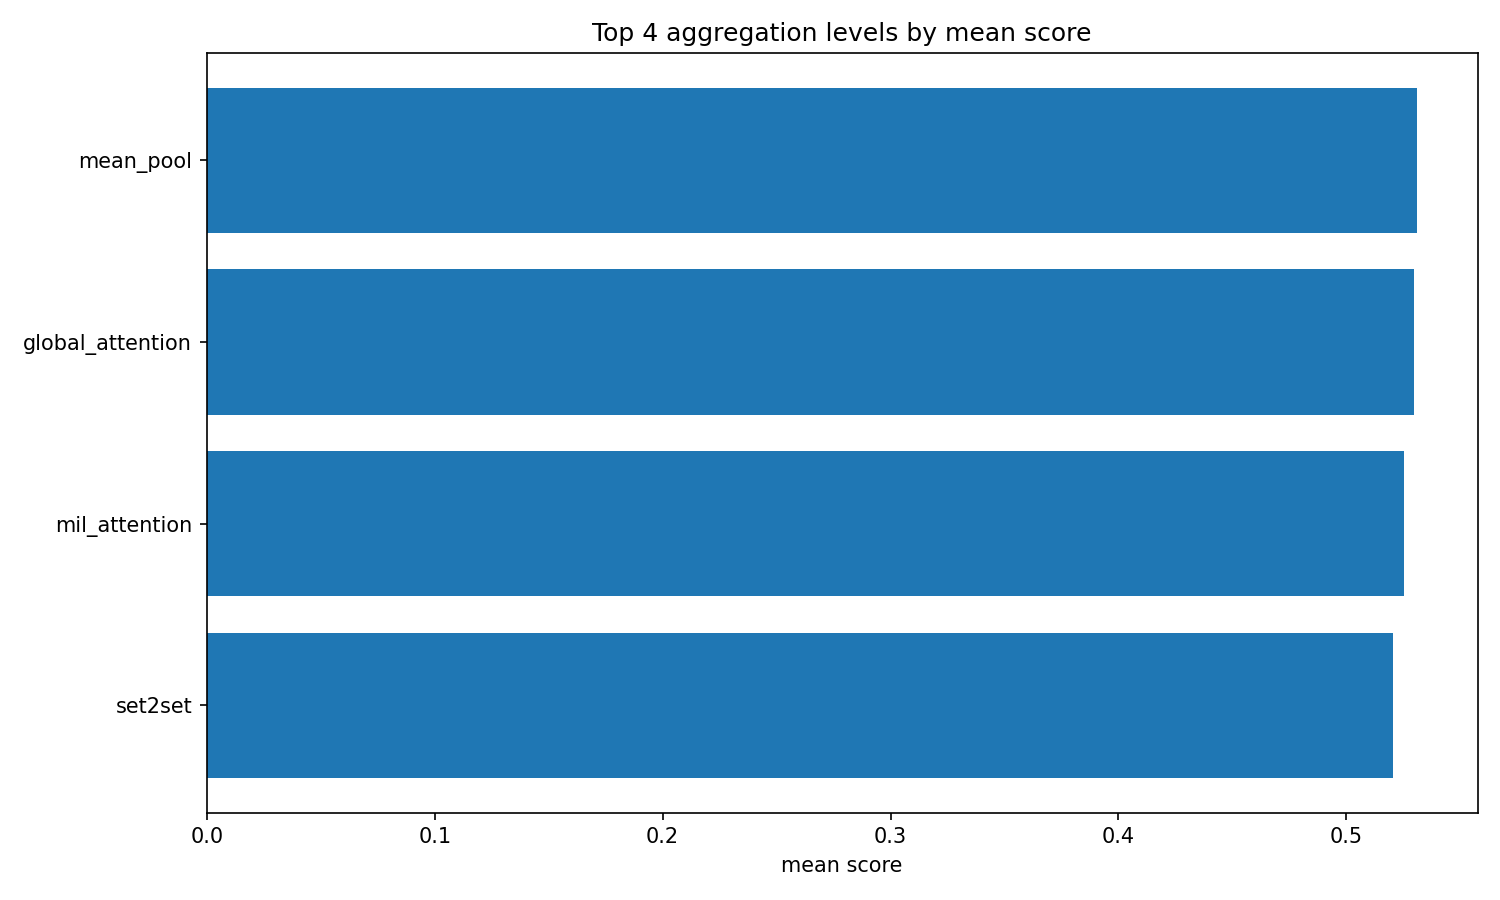 Top 4 aggregation levels by mean score
mean_pool
global_attention
mil_attention
set2set
0.0 0.1 0.2 0.3 0.4 0.5
mean score